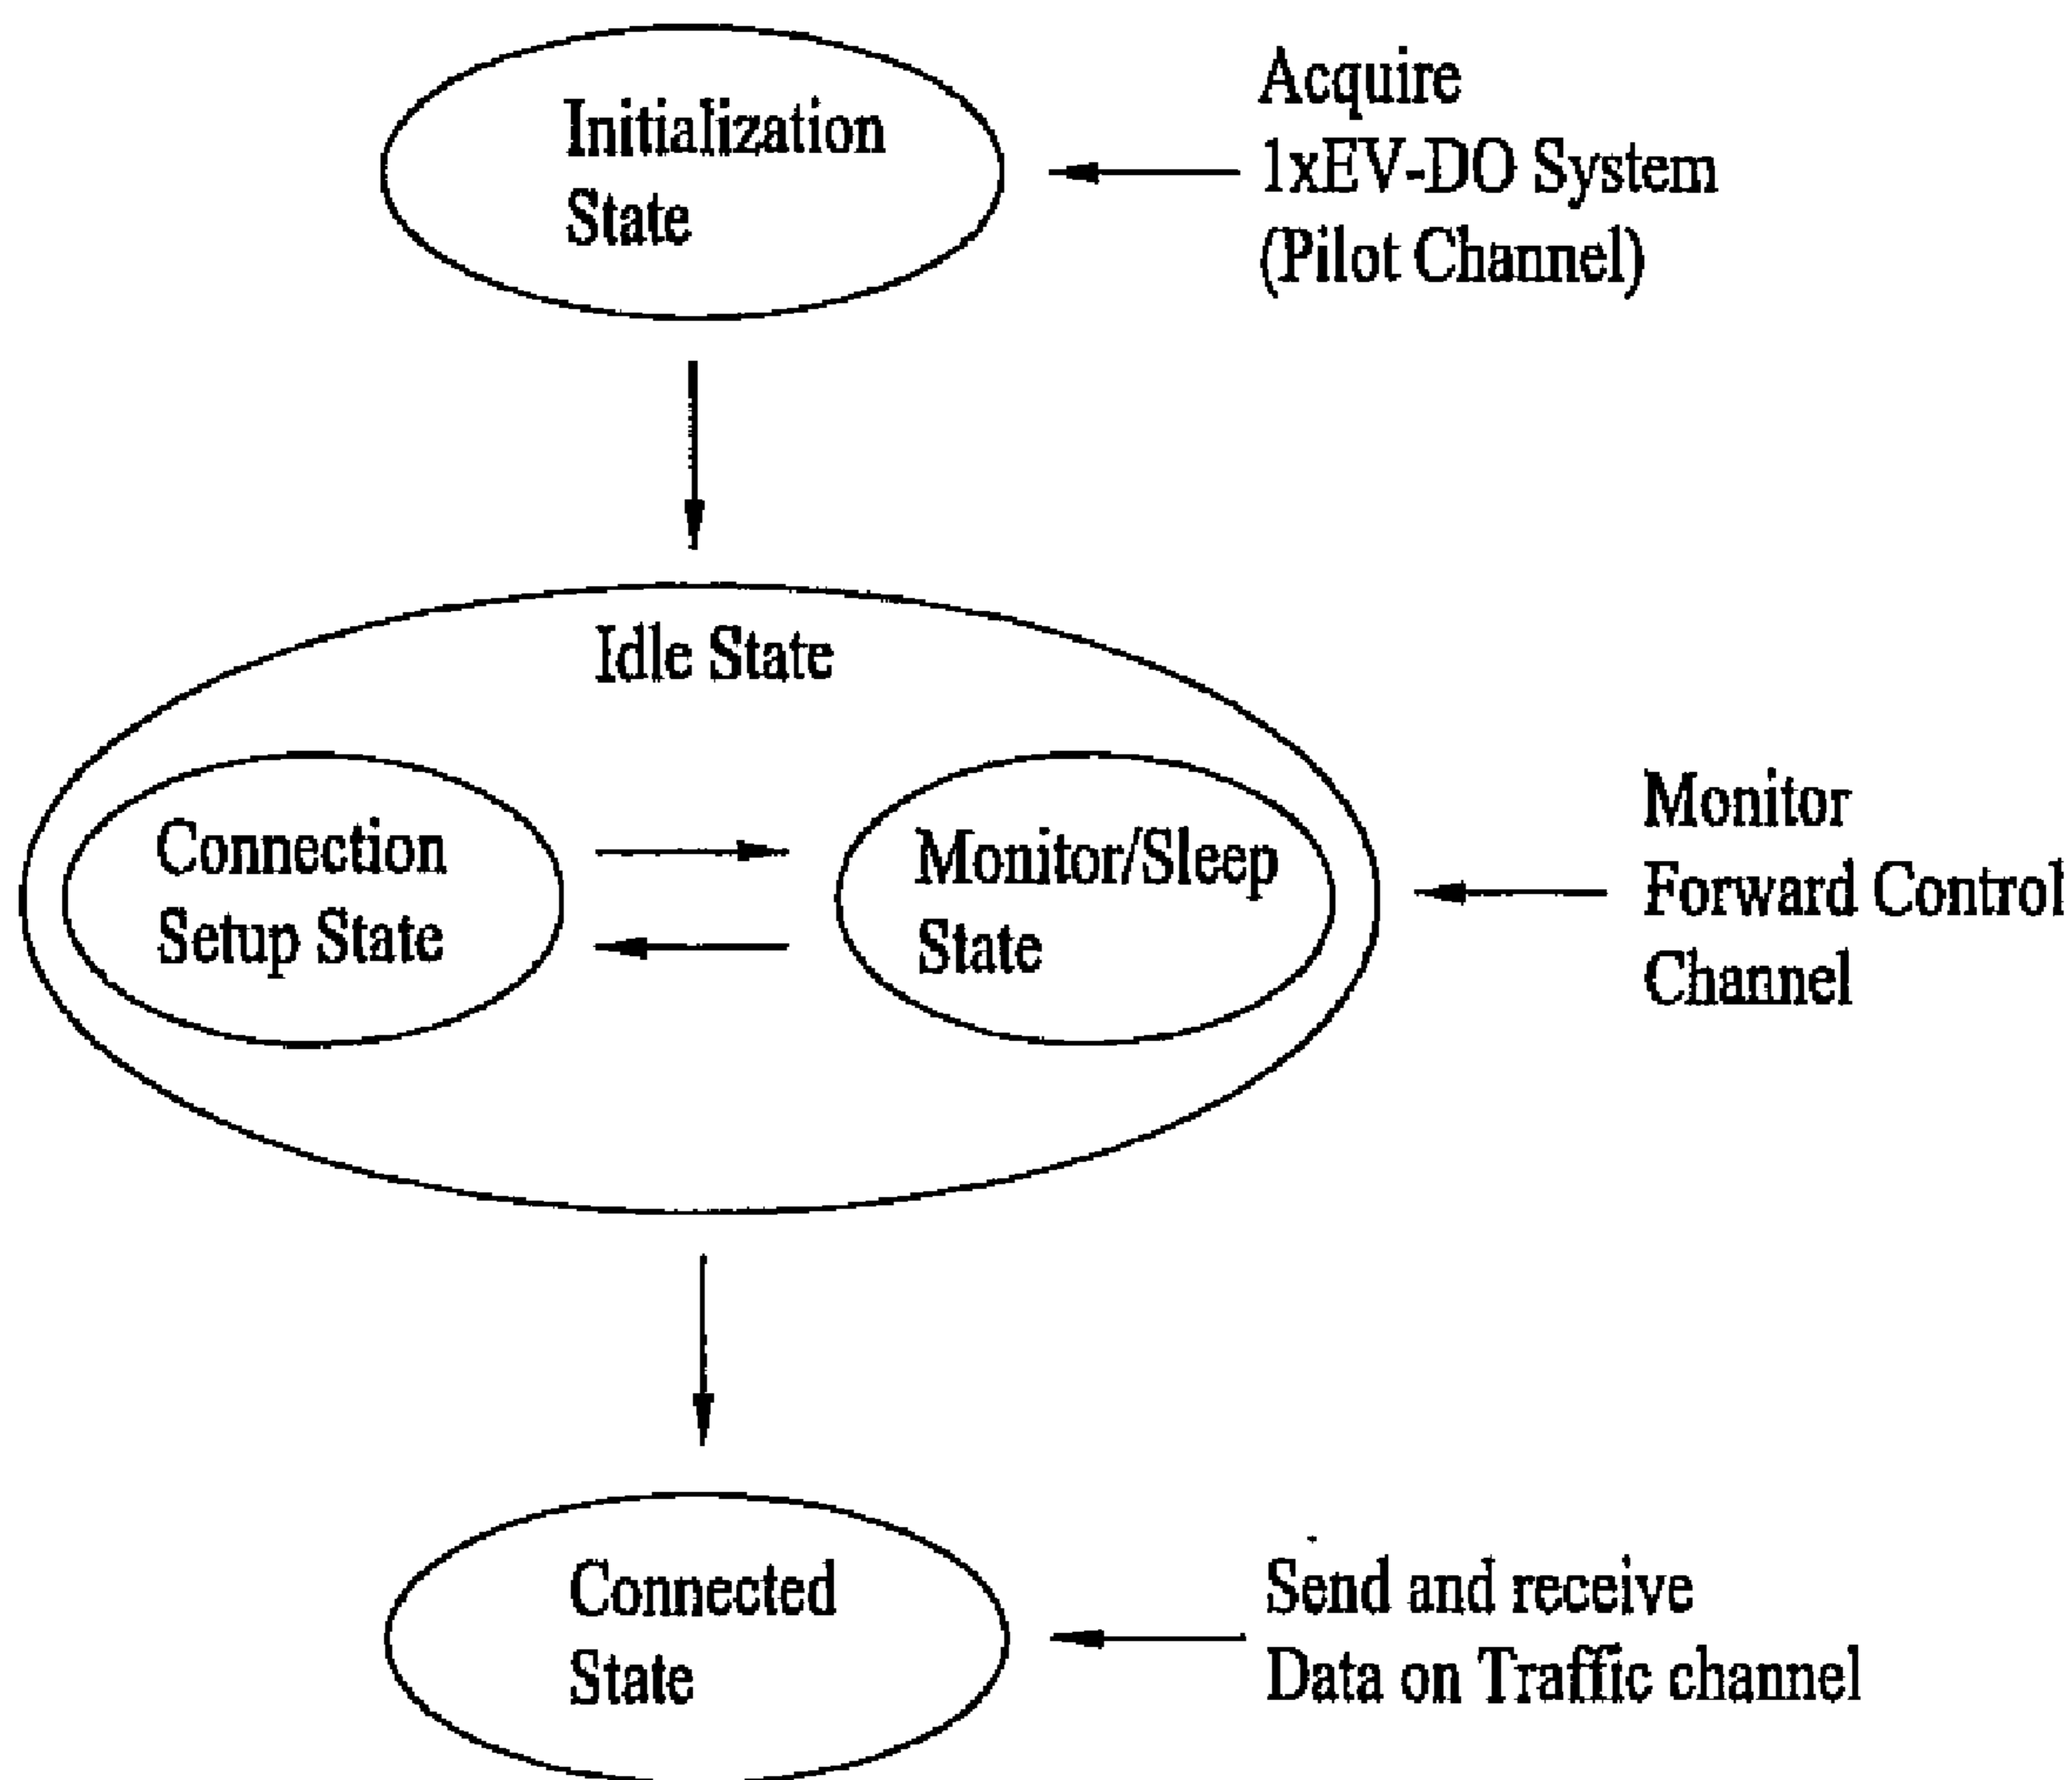 Initialization
State
Acquire
1xEV-DO System
(Pilot Channel)
Idle State
Connection
Setup State
Monitor/Sleep
State
Monitor
Forward Control
Channel
Connected
State
Send and receive
Data on Traffic channel